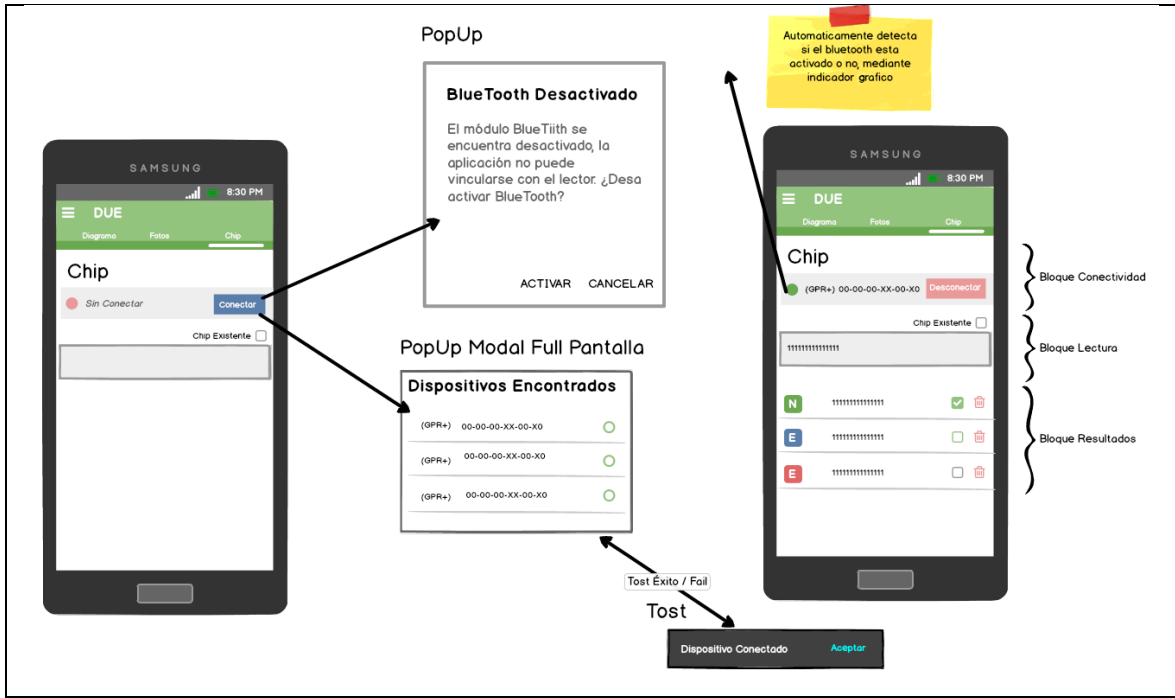 PopUp
BlueTooth Desactivado
El módulo BlueTiith se
encuentra desactivado, la
aplicación no puede
vincularse con el lector. ¿Desa
activar BlueTooth?
ACTIVAR CANCELAR
Automaticamente detecta
si el bluetooth esta
activado o no, mediante
indicador grafico
SAMSUNG
8:30 PM
DUE
Diagrama Fotos Chip
Chip
Sin Conectar Conectar
Chip Existente
PopUp Modal Full Pantalla
Dispositivos Encontrados
(GPR+) 00-00-00-XX-00-X0
(GPR+) 00-00-00-XX-00-X0
(GPR+) 00-00-00-XX-00-X0
Tost Éxito / Fail
Tost
Dispositivo Conectado Aceptar
SAMSUNG
8:30 PM
DUE
Diagrama Fotos Chip
Chip
(GPR+) 00-00-00-XX-00-X0 Desconectar
Chip Existente
111111111111111
N 111111111111111
E 111111111111111
E 111111111111111
Bloque Conectividad
Bloque Lectura
Bloque Resultados